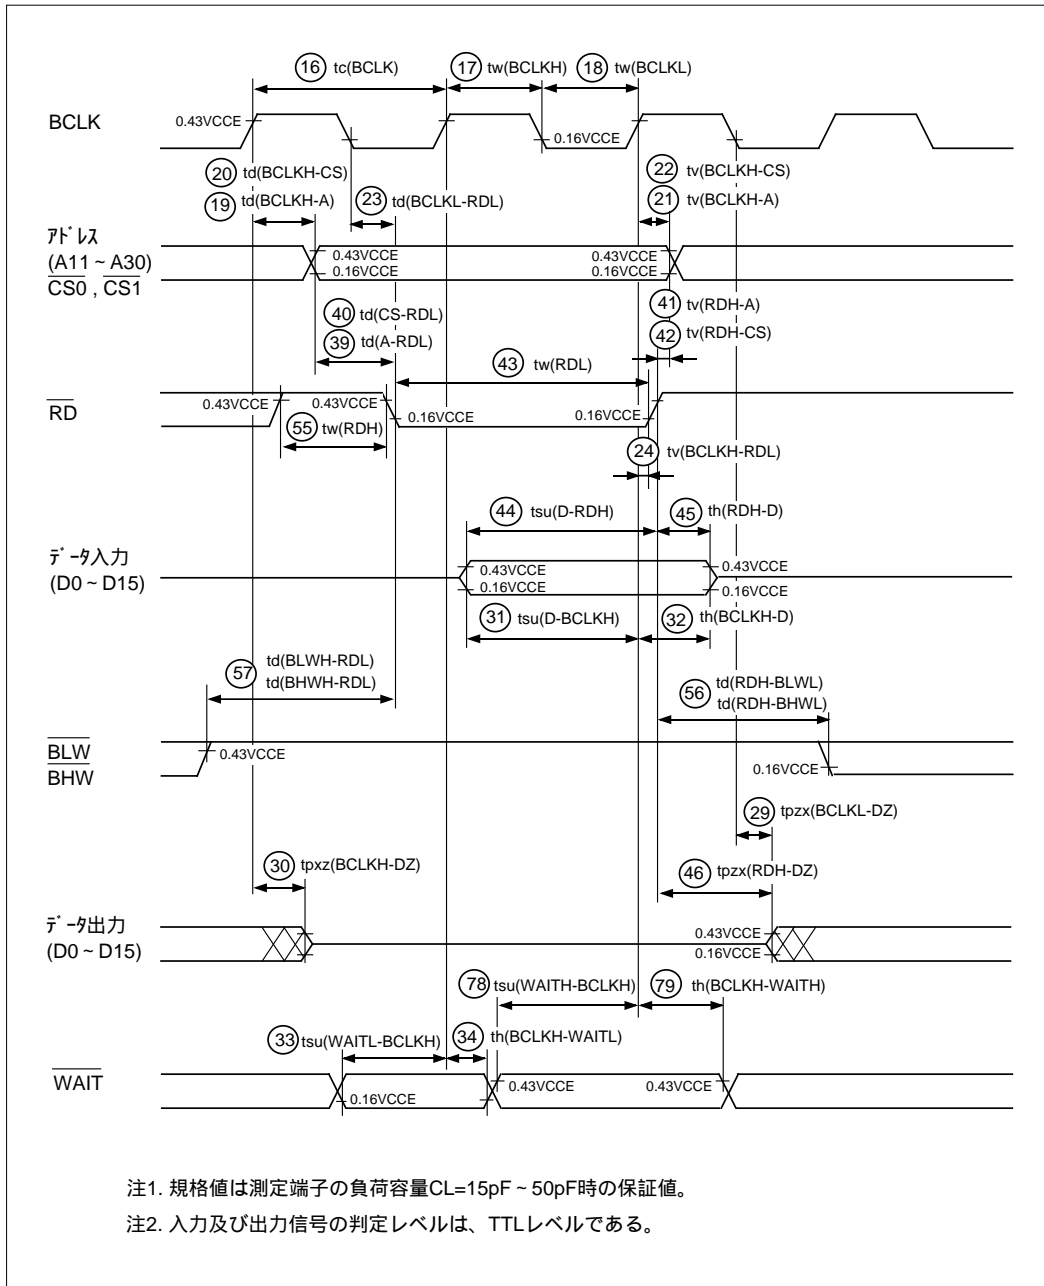 16 tc(BCLK)
17 tw(BCLKH)
18 tw(BCLKL)
BCLK
0.43VCCE
0.16VCCE
20 td(BCLKH-CS)
19 td(BCLKH-A)
23 td(BCLKL-RDL)
22 tv(BCLKH-CS)
21 tv(BCLKH-A)
アドレス
(A11 ~ A30)
CS0 , CS1
0.43VCCE
0.16VCCE
0.43VCCE
0.16VCCE
40 td(CS-RDL)
39 td(A-RDL)
41 tv(RDH-A)
42 tv(RDH-CS)
43 tw(RDL)
RD
0.43VCCE
0.43VCCE
0.16VCCE
0.16VCCE
55 tw(RDH)
24 tv(BCLKH-RDL)
44 tsu(D-RDH)
45 th(RDH-D)
データ入力
(D0 ~ D15)
0.43VCCE
0.16VCCE
0.43VCCE
0.16VCCE
31 tsu(D-BCLKH)
32 th(BCLKH-D)
57 td(BLWH-RDL)
td(BHWH-RDL)
56 td(RDH-BLWL)
td(RDH-BHWL)
BLW
BHW
0.43VCCE
0.16VCCE
29 tpzx(BCLKL-DZ)
30 tpxz(BCLKH-DZ)
46 tpzx(RDH-DZ)
データ出力
(D0 ~ D15)
0.43VCCE
0.16VCCE
78 tsu(WAITH-BCLKH)
79 th(BCLKH-WAITH)
33 tsu(WAITL-BCLKH)
34 th(BCLKH-WAITL)
WAIT
0.16VCCE
0.43VCCE
0.43VCCE
注1. 規格値は測定端子の負荷容量CL=15pF ~ 50pF時の保証値。
注2. 入力及び出力信号の判定レベルは、TTLレベルである。